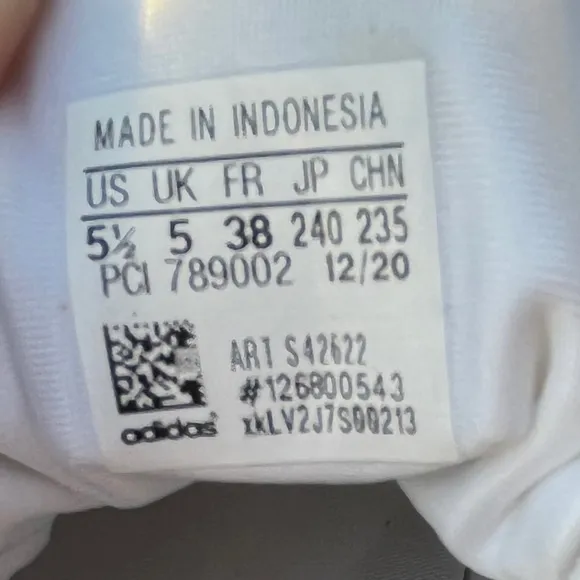 MADE IN INDONESIA
US UK FR JP CHN
5½ 5 38 240 235
PCI 789002 12/20
ART S42622
#126800543
adidas xkLV2J7S00213